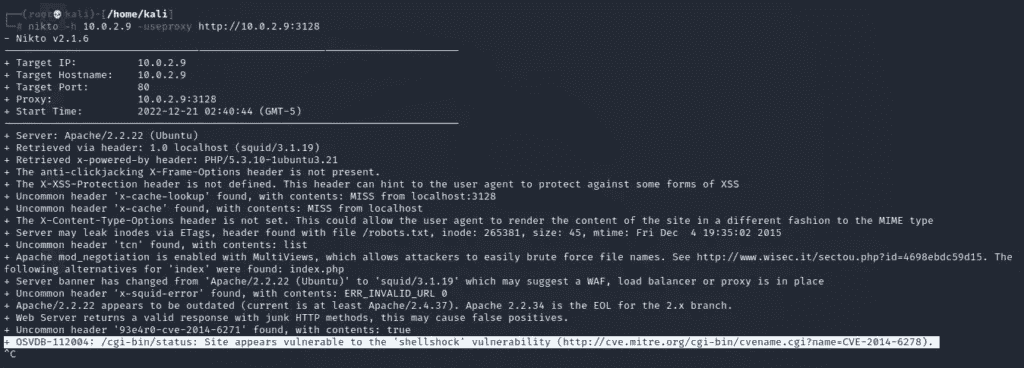 ┌──(root💀kali)-[/home/kali]
└─# nikto -h 10.0.2.9 -useproxy http://10.0.2.9:3128
- Nikto v2.1.6
---------------------------------------------------------------------------
+ Target IP:          10.0.2.9
+ Target Hostname:    10.0.2.9
+ Target Port:        80
+ Proxy:              10.0.2.9:3128
+ Start Time:         2022-12-21 02:40:44 (GMT-5)
---------------------------------------------------------------------------
+ Server: Apache/2.2.22 (Ubuntu)
+ Retrieved via header: 1.0 localhost (squid/3.1.19)
+ Retrieved x-powered-by header: PHP/5.3.10-1ubuntu3.21
+ The anti-clickjacking X-Frame-Options header is not present.
+ The X-XSS-Protection header is not defined. This header can hint to the user agent to protect against some forms of XSS
+ Uncommon header 'x-cache-lookup' found, with contents: MISS from localhost:3128
+ Uncommon header 'x-cache' found, with contents: MISS from localhost
+ The X-Content-Type-Options header is not set. This could allow the user agent to render the content of the site in a different fashion to the MIME type
+ Server may leak inodes via ETags, header found with file /robots.txt, inode: 265381, size: 45, mtime: Fri Dec  4 19:35:02 2015
+ Uncommon header 'tcn' found, with contents: list
+ Apache mod_negotiation is enabled with MultiViews, which allows attackers to easily brute force file names. See http://www.wisec.it/sectou.php?id=4698ebdc59d15. The
following alternatives for 'index' were found: index.php
+ Server banner has changed from 'Apache/2.2.22 (Ubuntu)' to 'squid/3.1.19' which may suggest a WAF, load balancer or proxy is in place
+ Uncommon header 'x-squid-error' found, with contents: ERR_INVALID_URL 0
+ Apache/2.2.22 appears to be outdated (current is at least Apache/2.4.37). Apache 2.2.34 is the EOL for the 2.x branch.
+ Web Server returns a valid response with junk HTTP methods, this may cause false positives.
+ Uncommon header '93e4r0-cve-2014-6271' found, with contents: true
+ OSVDB-112004: /cgi-bin/status: Site appears vulnerable to the 'shellshock' vulnerability (http://cve.mitre.org/cgi-bin/cvename.cgi?name=CVE-2014-6278).
^C